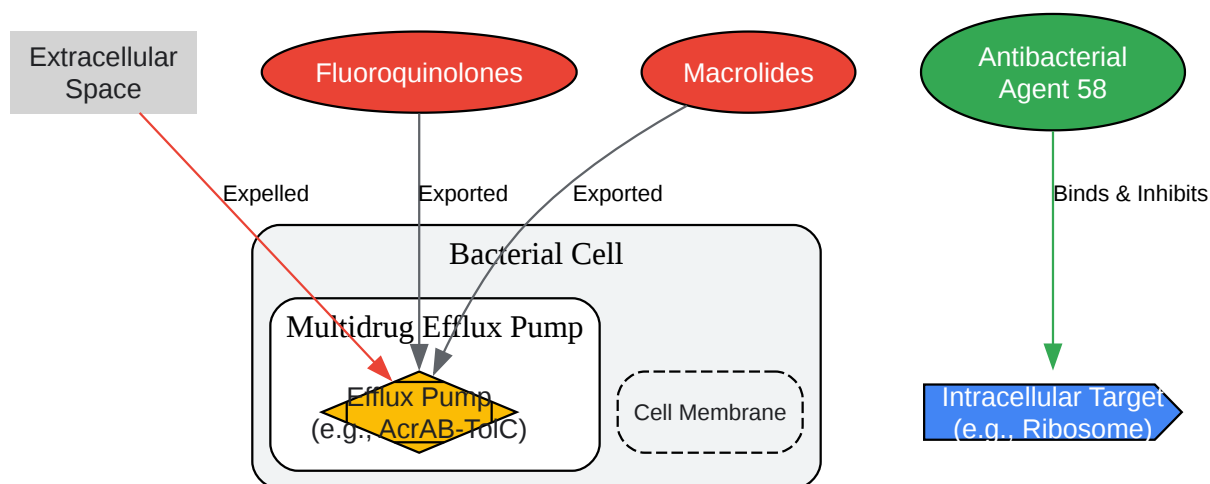 Extracellular
Space
Fluoroquinolones
Macrolides
Antibacterial
Agent 58
Expelled
Exported
Exported
Binds & Inhibits
Bacterial Cell
Multidrug Efflux Pump
Efflux Pump
(e.g., AcrAB-TolC)
Cell Membrane
Intracellular Target
(e.g., Ribosome)